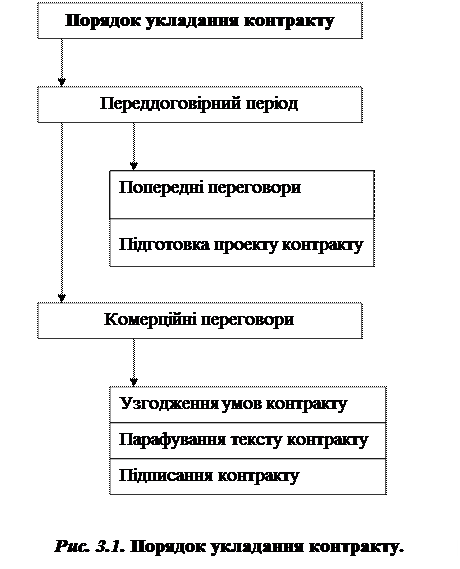 Порядок укладання контракту
Переддоговірний період
Попередні переговори
Підготовка проекту контракту
Комерційні переговори
Узгодження умов контракту
Парафування тексту контракту
Підписання контракту
Рис. 3.1. Порядок укладання контракту.